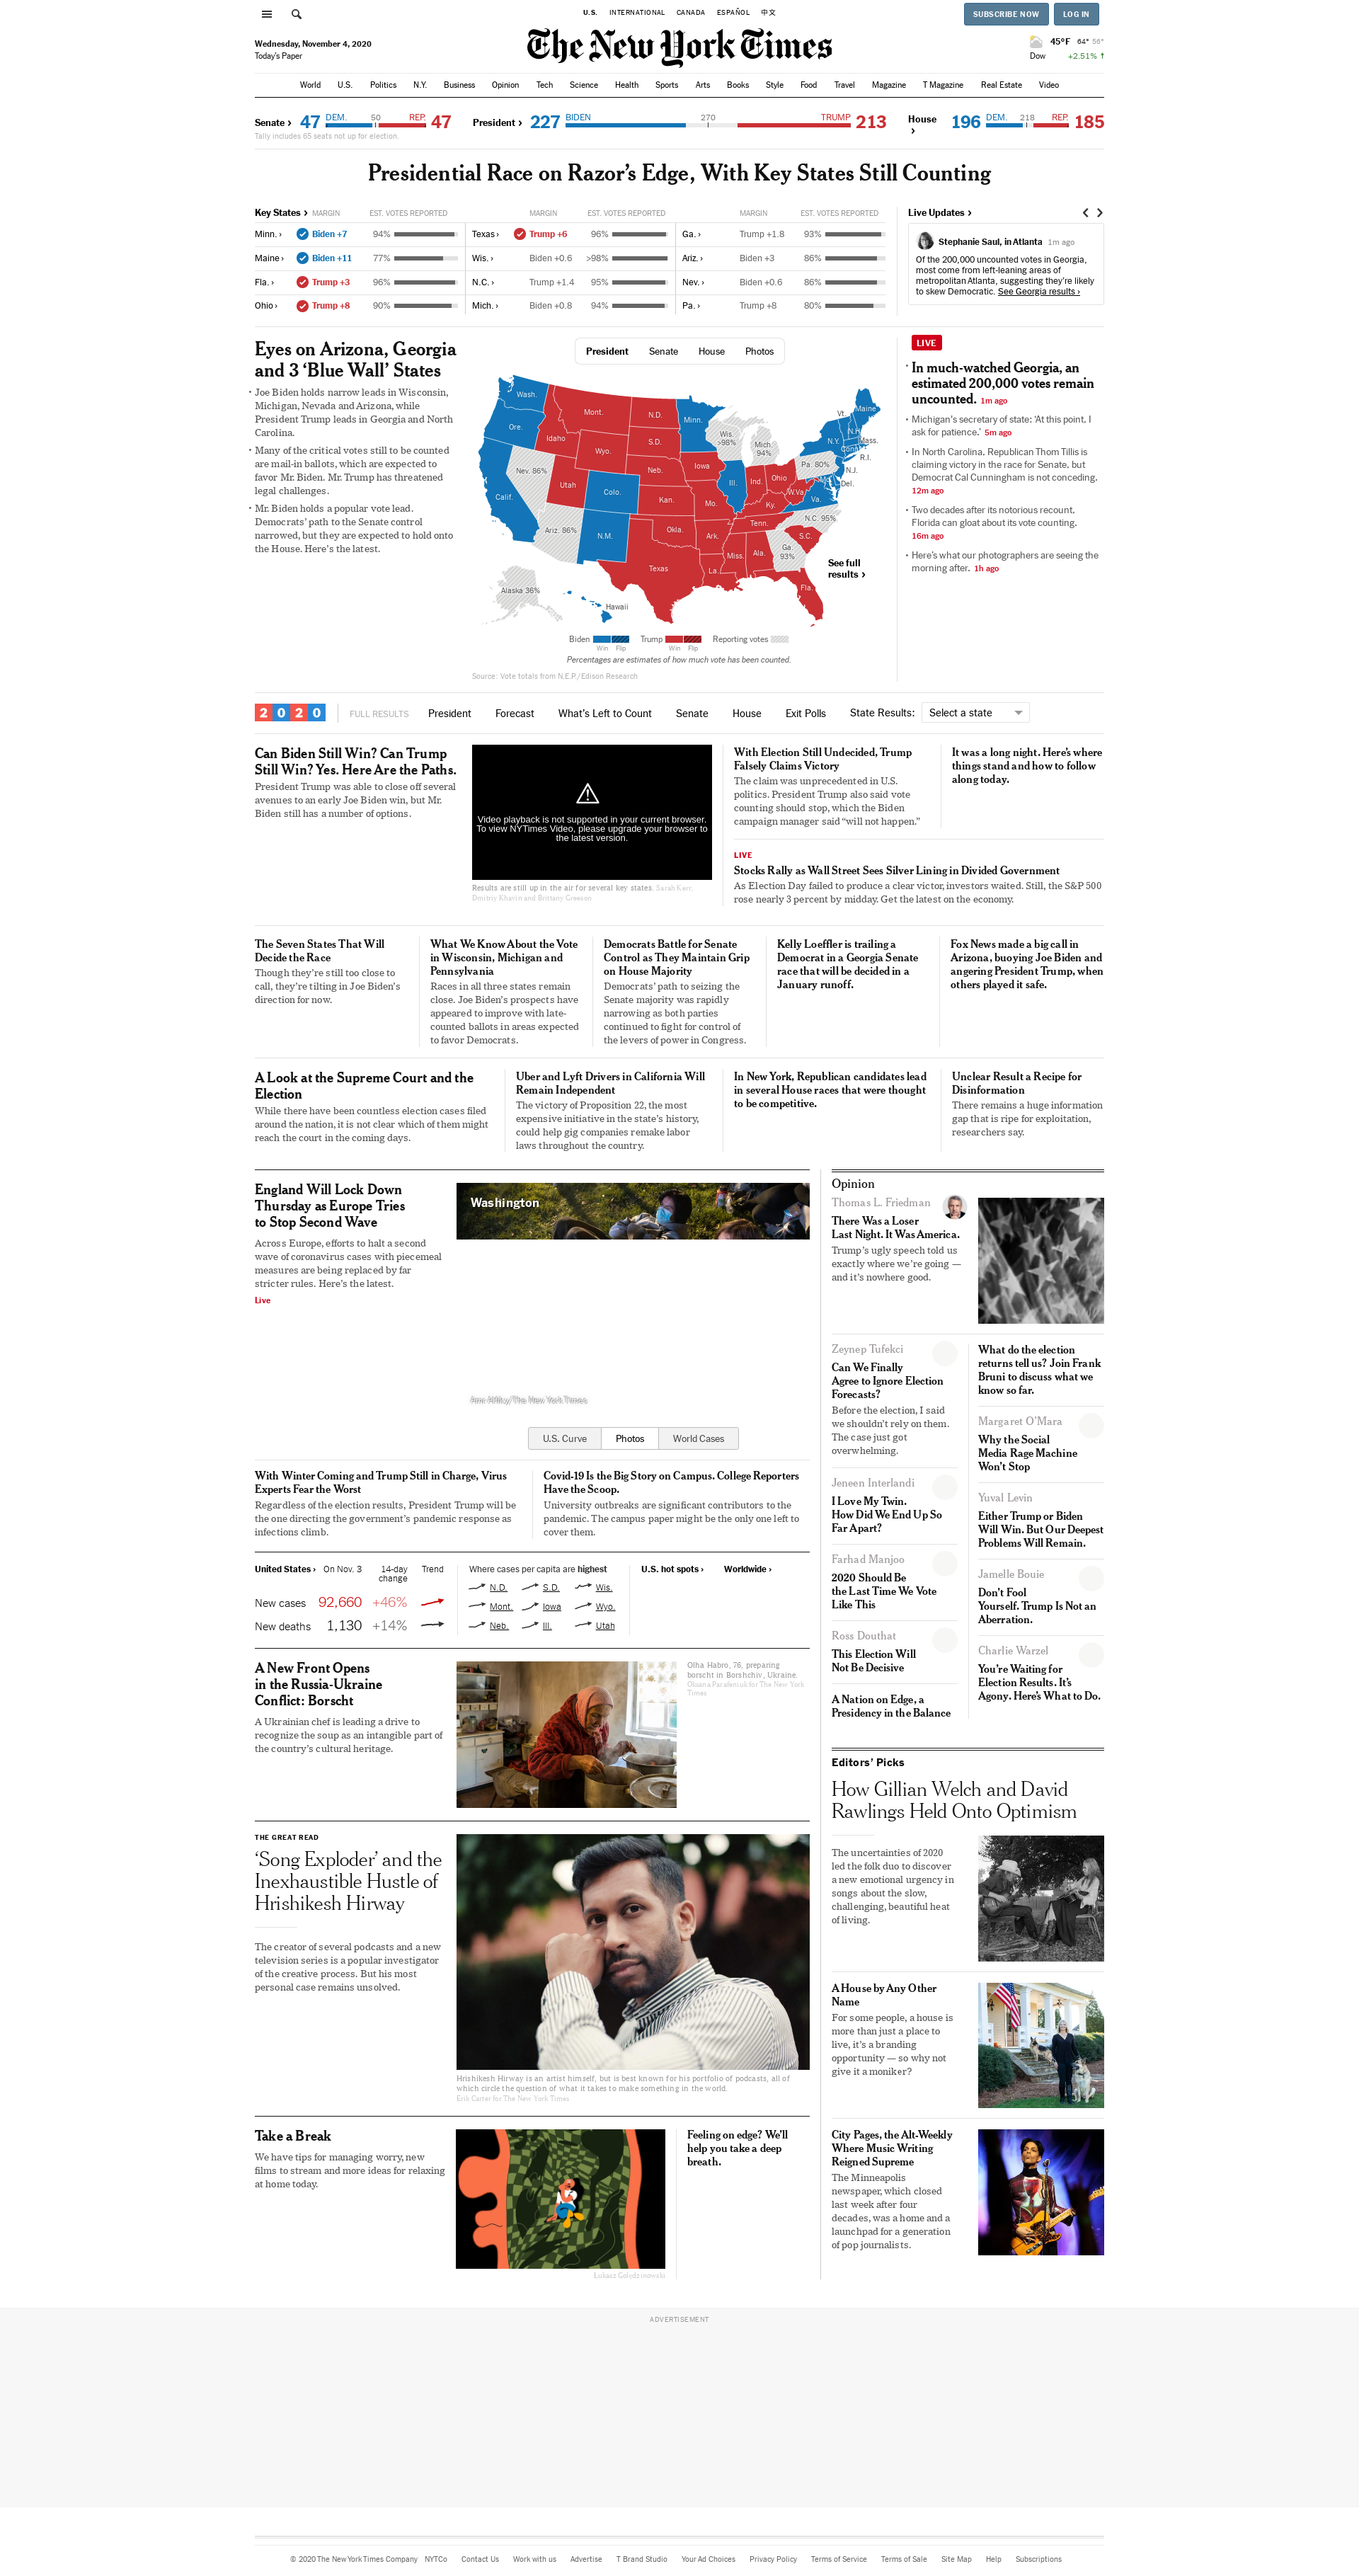 U.S. INTERNATIONAL CANADA ESPAÑOL 中文
SUBSCRIBE NOW LOG IN
Wednesday, November 4, 2020
Today's Paper
The New York Times
45°F 64° 56°
Dow +2.51% ↑
World U.S. Politics N.Y. Business Opinion Tech Science Health Sports Arts Books Style Food Travel Magazine T Magazine Real Estate Video
Senate › 47 DEM. 50 REP. 47
Tally includes 65 seats not up for election.
President › 227 BIDEN 270 TRUMP 213
House › 196 DEM. 218 REP. 185
Presidential Race on Razor's Edge, With Key States Still Counting
Key States › MARGIN EST. VOTES REPORTED MARGIN EST. VOTES REPORTED MARGIN EST. VOTES REPORTED
Minn. › Biden +7 94% Texas › Trump +6 96% Ga. › Trump +1.8 93%
Maine › Biden +11 77% Wis. › Biden +0.6 >98% Ariz. › Biden +3 86%
Fla. › Trump +3 96% N.C. › Trump +1.4 95% Nev. › Biden +0.6 86%
Ohio › Trump +8 90% Mich. › Biden +0.8 94% Pa. › Trump +8 80%
Live Updates ›
Stephanie Saul, in Atlanta 1m ago
Of the 200,000 uncounted votes in Georgia,
most come from left-leaning areas of
metropolitan Atlanta, suggesting they're likely
to skew Democratic. See Georgia results ›
Eyes on Arizona, Georgia
and 3 'Blue Wall' States
• Joe Biden holds narrow leads in Wisconsin,
Michigan, Nevada and Arizona, while
President Trump leads in Georgia and North
Carolina.
• Many of the critical votes still to be counted
are mail-in ballots, which are expected to
favor Mr. Biden. Mr. Trump has threatened
legal challenges.
• Mr. Biden holds a popular vote lead.
Democrats' path to the Senate control
narrowed, but they are expected to hold onto
the House. Here's the latest.
President Senate House Photos
Wash.
Mont.
N.D.
Minn.
Vt.
Maine
Ore.
Idaho
S.D.
Wis.
>98%
Mich.
94%
N.Y.
N.H.
Mass.
Conn.
R.I.
Wyo.
Nev. 86%
Neb.
Iowa
Pa. 80%
N.J.
Utah
Colo.
Ill.
Ind.
Ohio
W.Va.
Md.
Del.
Calif.
Kan.
Mo.
Ky.
Va.
Ariz. 86%
N.M.
Okla.
Ark.
Tenn.
N.C. 95%
S.C.
Texas
La.
Miss.
Ala.
Ga.
93%
Fla.
Alaska 36%
Hawaii
See full
results ›
Biden Trump Reporting votes
Win Flip Win Flip
Percentages are estimates of how much vote has been counted.
Source: Vote totals from N.E.P./Edison Research
LIVE
• In much-watched Georgia, an
estimated 200,000 votes remain
uncounted. 1m ago
• Michigan's secretary of state: 'At this point, I
ask for patience.' 5m ago
• In North Carolina, Republican Thom Tillis is
claiming victory in the race for Senate, but
Democrat Cal Cunningham is not conceding.
12m ago
• Two decades after its notorious recount,
Florida can gloat about its vote counting.
16m ago
• Here's what our photographers are seeing the
morning after. 1h ago
2020 FULL RESULTS President Forecast What's Left to Count Senate House Exit Polls State Results: Select a state
Can Biden Still Win? Can Trump
Still Win? Yes. Here Are the Paths.
President Trump was able to close off several
avenues to an early Joe Biden win, but Mr.
Biden still has a number of options.
Video playback is not supported in your current browser.
To view NYTimes Video, please upgrade your browser to
the latest version.
Results are still up in the air for several key states. Sarah Kerr,
Dmitriy Khavin and Brittany Greeson
With Election Still Undecided, Trump
Falsely Claims Victory
The claim was unprecedented in U.S.
politics. President Trump also said vote
counting should stop, which the Biden
campaign manager said "will not happen."
It was a long night. Here's where
things stand and how to follow
along today.
LIVE
Stocks Rally as Wall Street Sees Silver Lining in Divided Government
As Election Day failed to produce a clear victor, investors waited. Still, the S&P 500
rose nearly 3 percent by midday. Get the latest on the economy.
The Seven States That Will
Decide the Race
Though they're still too close to
call, they're tilting in Joe Biden's
direction for now.
What We Know About the Vote
in Wisconsin, Michigan and
Pennsylvania
Races in all three states remain
close. Joe Biden's prospects have
appeared to improve with late-
counted ballots in areas expected
to favor Democrats.
Democrats Battle for Senate
Control as They Maintain Grip
on House Majority
Democrats' path to seizing the
Senate majority was rapidly
narrowing as both parties
continued to fight for control of
the levers of power in Congress.
Kelly Loeffler is trailing a
Democrat in a Georgia Senate
race that will be decided in a
January runoff.
Fox News made a big call in
Arizona, buoying Joe Biden and
angering President Trump, when
others played it safe.
A Look at the Supreme Court and the
Election
While there have been countless election cases filed
around the nation, it is not clear which of them might
reach the court in the coming days.
Uber and Lyft Drivers in California Will
Remain Independent
The victory of Proposition 22, the most
expensive initiative in the state's history,
could help gig companies remake labor
laws throughout the country.
In New York, Republican candidates lead
in several House races that were thought
to be competitive.
Unclear Result a Recipe for
Disinformation
There remains a huge information
gap that is ripe for exploitation,
researchers say.
England Will Lock Down
Thursday as Europe Tries
to Stop Second Wave
Across Europe, efforts to halt a second
wave of coronavirus cases with piecemeal
measures are being replaced by far
stricter rules. Here's the latest.
Live
Washington
The New York Times
U.S. Curve Photos World Cases
With Winter Coming and Trump Still in Charge, Virus
Experts Fear the Worst
Regardless of the election results, President Trump will be
the one directing the government's pandemic response as
infections climb.
Covid-19 Is the Big Story on Campus. College Reporters
Have the Scoop.
University outbreaks are significant contributors to the
pandemic. The campus paper might be the only one left to
cover them.
United States › On Nov. 3 14-day
change Trend
New cases 92,660 +46%
New deaths 1,130 +14%
Where cases per capita are highest
N.D. S.D. Wis.
Mont. Iowa Wyo.
Neb. Ill. Utah
U.S. hot spots › Worldwide ›
A New Front Opens
in the Russia-Ukraine
Conflict: Borscht
A Ukrainian chef is leading a drive to
recognize the soup as an intangible part of
the country's cultural heritage.
Olha Habro, 76, preparing
borscht in Borshchiv, Ukraine.
Oksana Parafeniuk for The New York
Times
THE GREAT READ
'Song Exploder' and the
Inexhaustible Hustle of
Hrishikesh Hirway
The creator of several podcasts and a new
television series is a popular investigator
of the creative process. But his most
personal case remains unsolved.
Hrishikesh Hirway is an artist himself, but is best known for his portfolio of podcasts, all of
which circle the question of what it takes to make something in the world.
Erik Carter for The New York Times
Take a Break
We have tips for managing worry, new
films to stream and more ideas for relaxing
at home today.
Feeling on edge? We'll
help you take a deep
breath.
Opinion
Thomas L. Friedman
There Was a Loser
Last Night. It Was America.
Trump's ugly speech told us
exactly where we're going —
and it's nowhere good.
Zeynep Tufekci
Can We Finally
Agree to Ignore Election
Forecasts?
Before the election, I said
we shouldn't rely on them.
The case just got
overwhelming.
Jeneen Interlandi
I Love My Twin.
How Did We End Up So
Far Apart?
Farhad Manjoo
2020 Should Be
the Last Time We Vote
Like This
Ross Douthat
This Election Will
Not Be Decisive
A Nation on Edge, a
Presidency in the Balance
What do the election
returns tell us? Join Frank
Bruni to discuss what we
know so far.
Margaret O'Mara
Why the Social
Media Rage Machine
Won't Stop
Yuval Levin
Either Trump or Biden
Will Win. But Our Deepest
Problems Will Remain.
Jamelle Bouie
Don't Fool
Yourself. Trump Is Not an
Aberration.
Charlie Warzel
You're Waiting for
Election Results. It's
Agony. Here's What to Do.
Editors' Picks
How Gillian Welch and David
Rawlings Held Onto Optimism
The uncertainties of 2020
led the folk duo to discover
a new emotional urgency in
songs about the slow,
challenging, beautiful heat
of living.
A House by Any Other
Name
For some people, a house is
more than just a place to
live, it's a branding
opportunity — so why not
give it a moniker?
City Pages, the Alt-Weekly
Where Music Writing
Reigned Supreme
The Minneapolis
newspaper, which closed
last week after four
decades, was a home and a
launchpad for a generation
of pop journalists.
ADVERTISEMENT
© 2020 The New York Times Company NYTCo Contact Us Work with us Advertise T Brand Studio Your Ad Choices Privacy Policy Terms of Service Terms of Sale Site Map Help Subscriptions